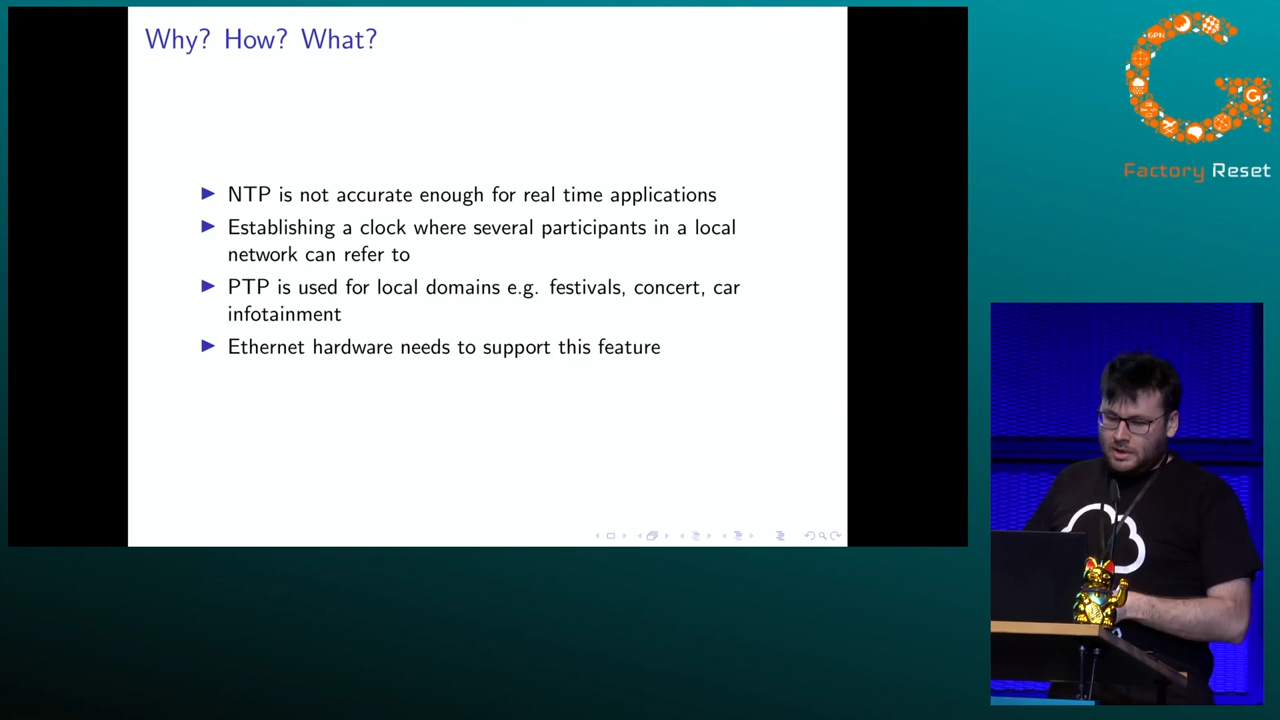 Why? How? What?
NTP is not accurate enough for real time applications
Establishing a clock where several participants in a local
network can refer to
PTP is used for local domains e.g. festivals, concert, car
infotainment
Ethernet hardware needs to support this feature
GPN
Factory Reset